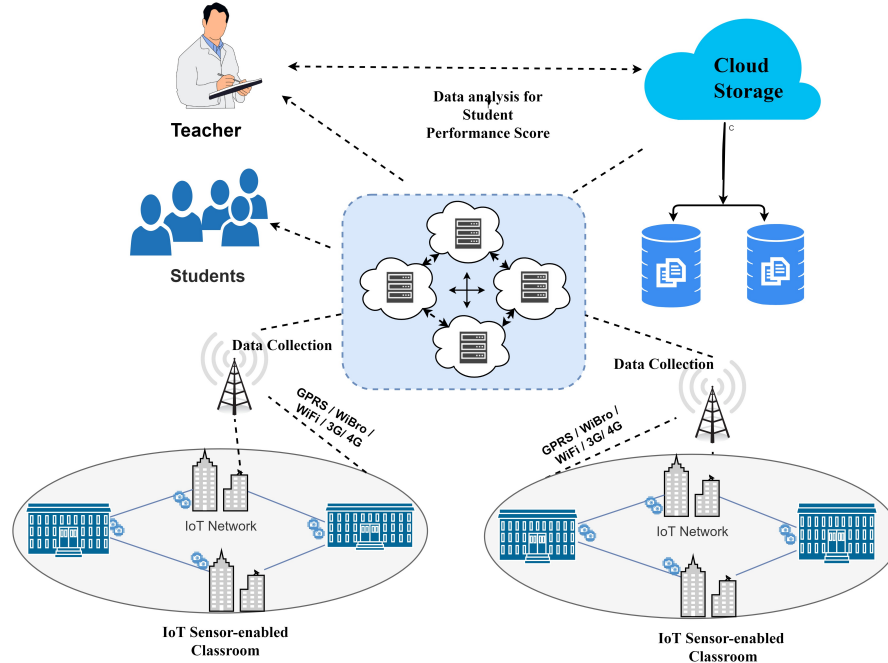 Cloud
Storage
Data analysis for
Student
Performance Score
Teacher
C
Students
Data Collection
Data Collection
GPRS / WiBro /
WiFi / 3G/ 4G
GPRS / WiBro /
WiFi / 3G/ 4G
IoT Network
IoT Network
IoT Sensor-enabled
Classroom
IoT Sensor-enabled
Classroom